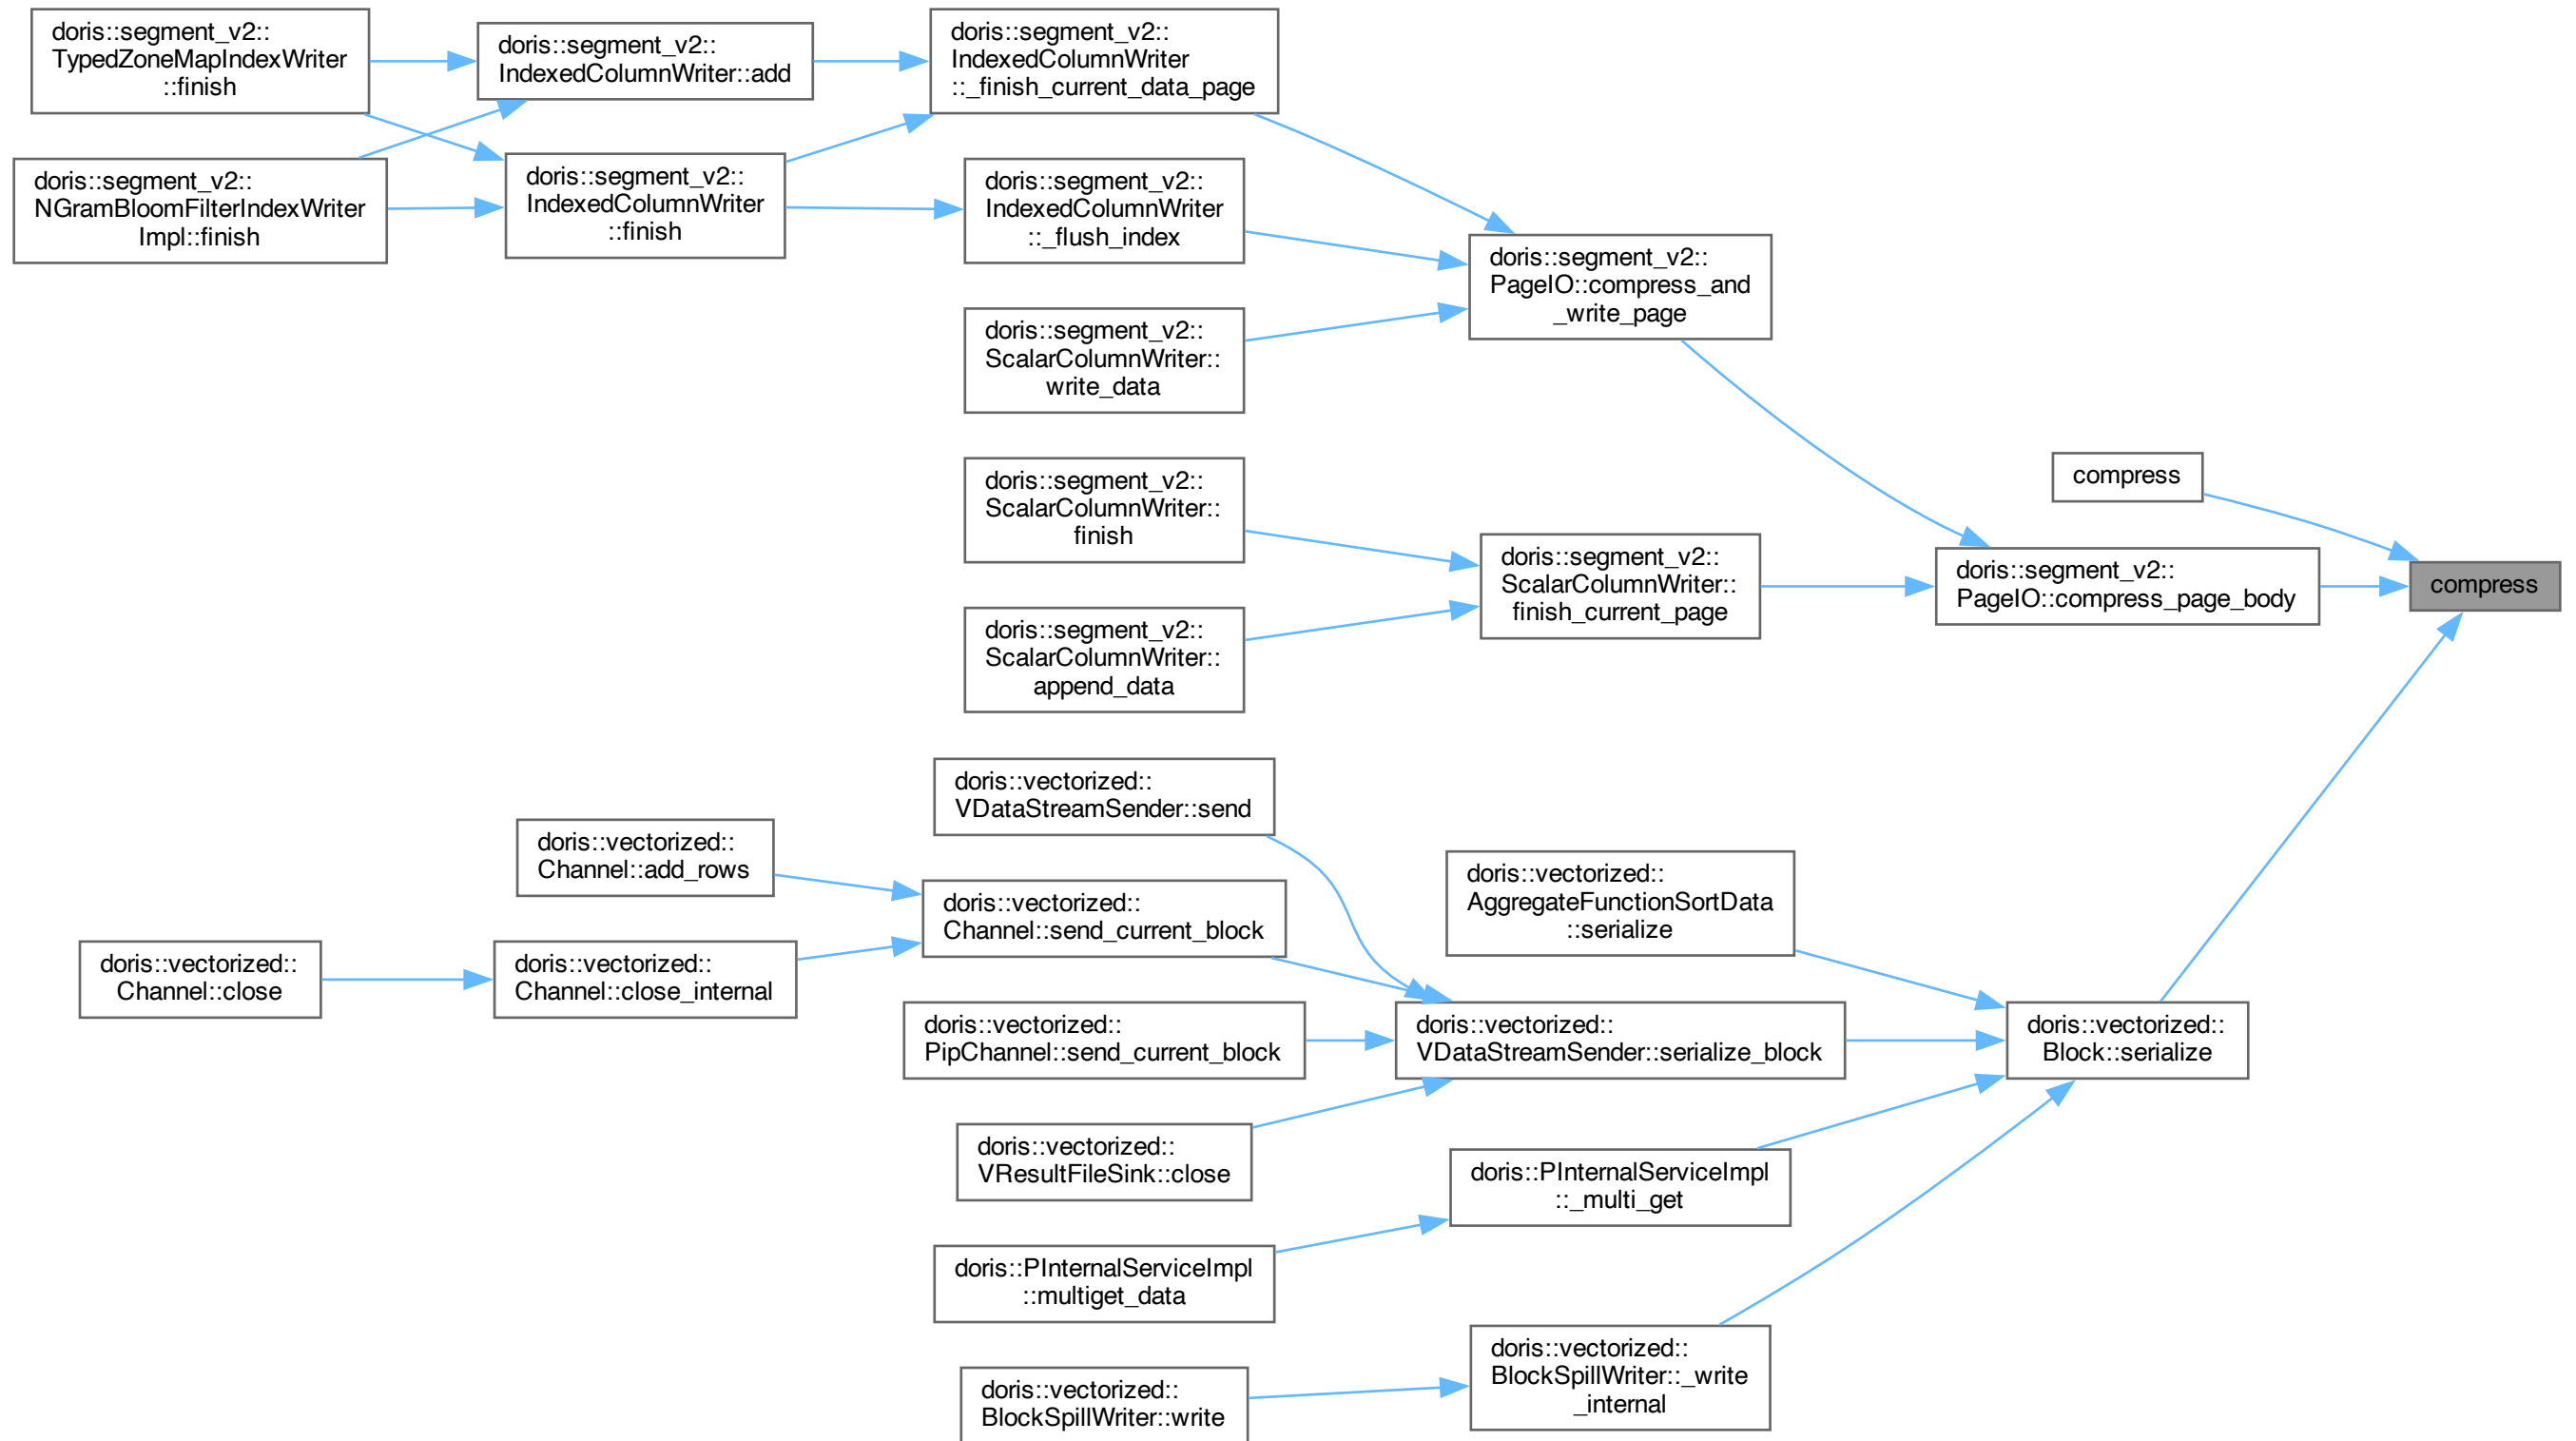 doris::segment_v2::
TypedZoneMapIndexWriter
::finish
doris::segment_v2::
IndexedColumnWriter::add
doris::segment_v2::
IndexedColumnWriter
::_finish_current_data_page
doris::segment_v2::
NGramBloomFilterIndexWriter
Impl::finish
doris::segment_v2::
IndexedColumnWriter
::finish
doris::segment_v2::
IndexedColumnWriter
::_flush_index
doris::segment_v2::
PageIO::compress_and
_write_page
doris::segment_v2::
ScalarColumnWriter::
write_data
doris::segment_v2::
ScalarColumnWriter::
finish
compress
doris::segment_v2::
ScalarColumnWriter::
finish_current_page
doris::segment_v2::
PageIO::compress_page_body
compress
doris::segment_v2::
ScalarColumnWriter::
append_data
doris::vectorized::
VDataStreamSender::send
doris::vectorized::
Channel::add_rows
doris::vectorized::
Channel::send_current_block
doris::vectorized::
AggregateFunctionSortData
::serialize
doris::vectorized::
Channel::close
doris::vectorized::
Channel::close_internal
doris::vectorized::
PipChannel::send_current_block
doris::vectorized::
VDataStreamSender::serialize_block
doris::vectorized::
Block::serialize
doris::vectorized::
VResultFileSink::close
doris::PInternalServiceImpl
::_multi_get
doris::PInternalServiceImpl
::multiget_data
doris::vectorized::
BlockSpillWriter::_write
_internal
doris::vectorized::
BlockSpillWriter::write